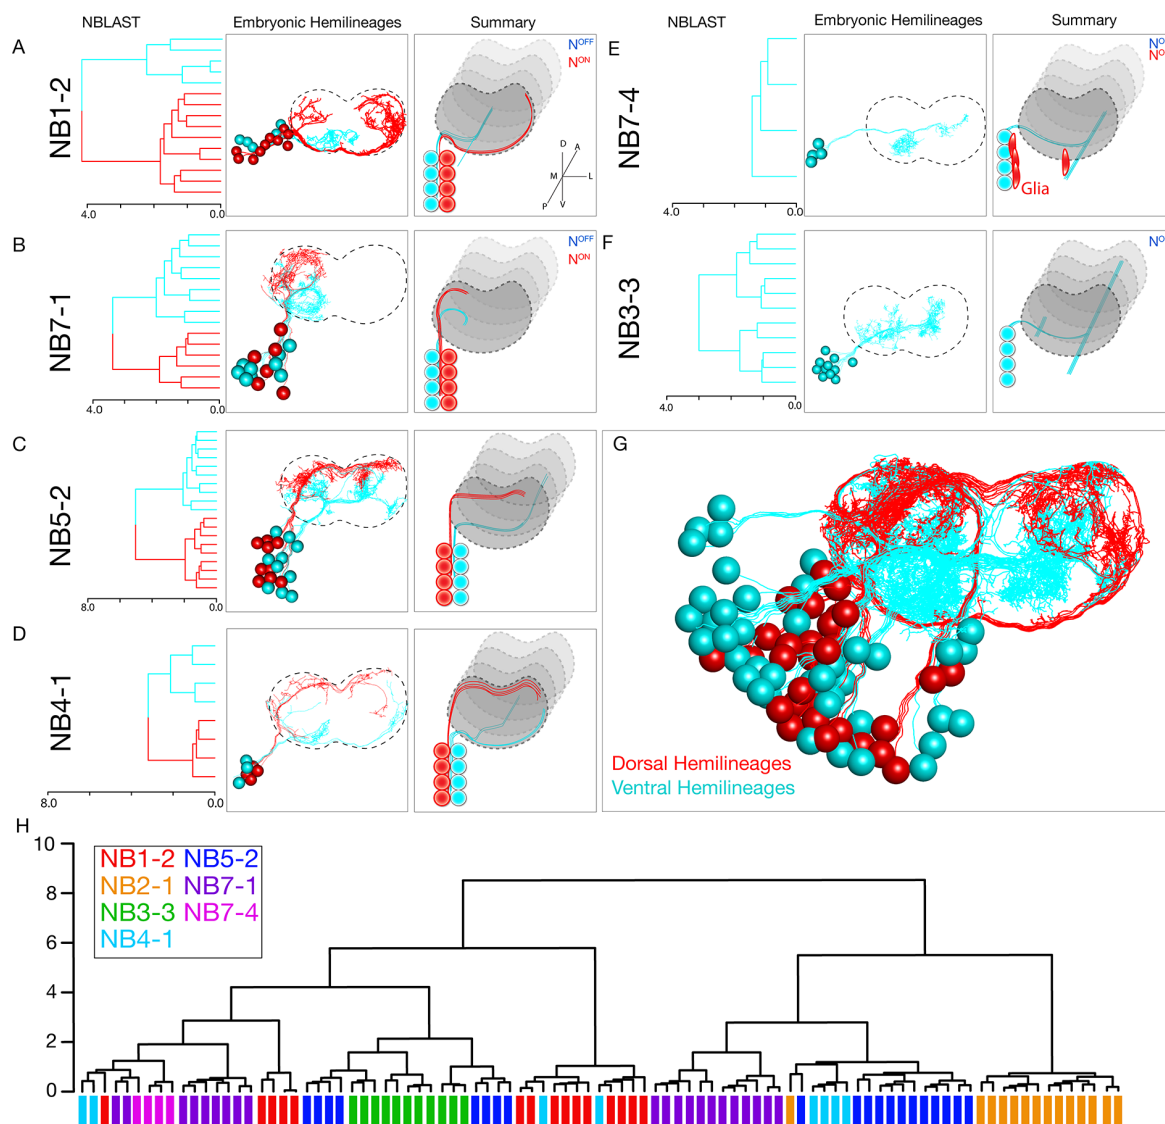 NBLAST Embryonic Hemilineages Summary
NBLAST Embryonic Hemilineages Summary
A
NB1-2
N^OFF
N^ON
D
A
M
L
P
V
4.0 0.0
E
NB7-4
N^O
N^O
Glia
4.0 0.0
B
NB7-1
N^OFF
N^ON
4.0 0.0
F
NB3-3
N^O
4.0 0.0
C
NB5-2
8.0 0.0
D
NB4-1
8.0 0.0
G
Dorsal Hemilineages
Ventral Hemilineages
H
10
8
6
4
2
0
NB1-2 NB5-2
NB2-1 NB7-1
NB3-3 NB7-4
NB4-1